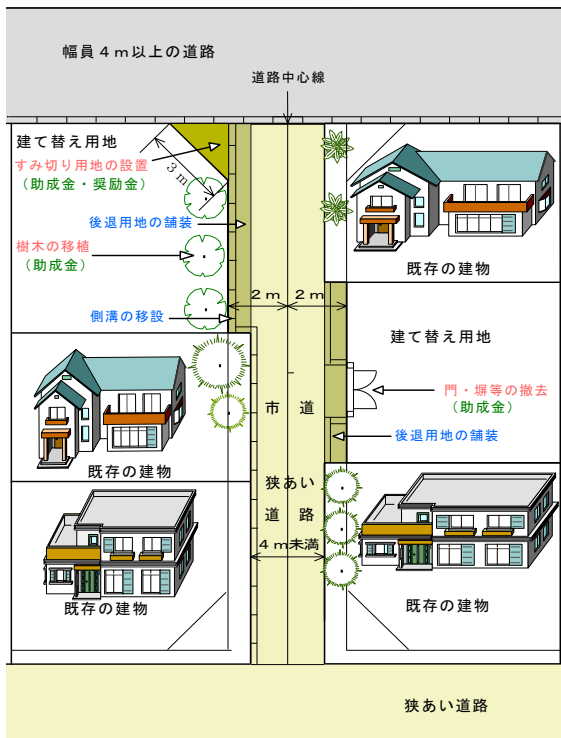 幅員４ｍ以上の道路
道路中心線
建て替え用地
すみ切り用地の設置
（助成金・奨励金）
3ｍ
後退用地の舗装
樹木の移植
（助成金）
側溝の移設
既存の建物
２ｍ
２ｍ
建て替え用地
門・塀等の撤去
（助成金）
後退用地の舗装
市　道
既存の建物
狭あい
道　路
４ｍ未満
既存の建物
既存の建物
狭あい道路